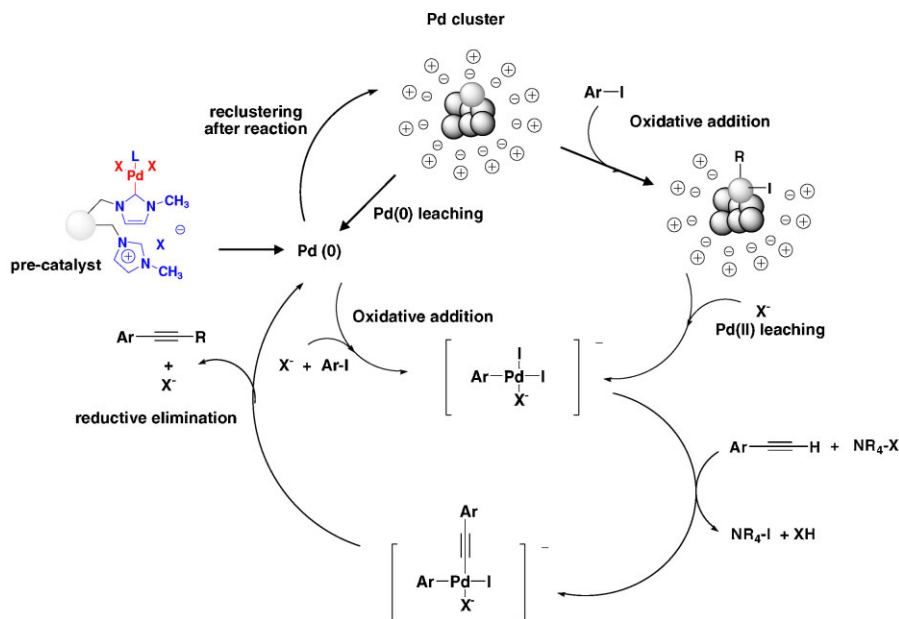 Pd cluster
reclustering
after reaction
Ar—I
Oxidative addition
R
I
L
X X
Pd
N N—CH₃
Pd(0) leaching
N X ⊖
⊕ N—CH₃
pre-catalyst
Pd (0)
Ar R
+
X⁻
Oxidative addition
X⁻ + Ar-I
X⁻
Pd(II) leaching
reductive elimination
I –
Ar—Pd—I
X⁻
Ar H + NR₄-X
NR₄-I + XH
Ar –
Ar—Pd—I
X⁻